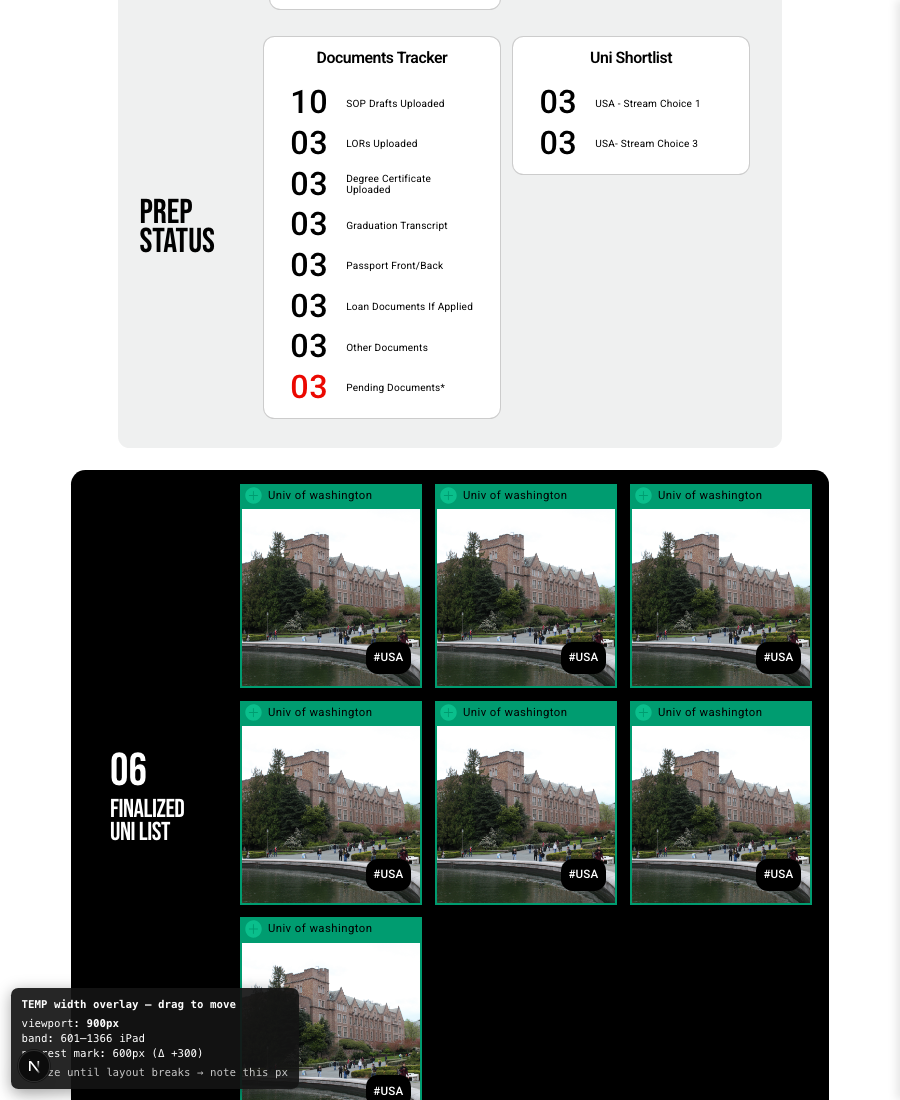 Documents Tracker
10 SOP Drafts Uploaded
03 LORs Uploaded
03 Degree Certificate
Uploaded
03 Graduation Transcript
03 Passport Front/Back
03 Loan Documents If Applied
03 Other Documents
03 Pending Documents*
Uni Shortlist
03 USA - Stream Choice 1
03 USA- Stream Choice 3
PREP
STATUS
06
FINALIZED
UNI LIST
Univ of washington
#USA
Univ of washington
#USA
Univ of washington
#USA
Univ of washington
#USA
Univ of washington
#USA
Univ of washington
#USA
Univ of washington
#USA
TEMP width overlay — drag to move
viewport: 900px
band: 601–1366 iPad
mark: 600px (Δ +300)
N
until layout breaks → note this px